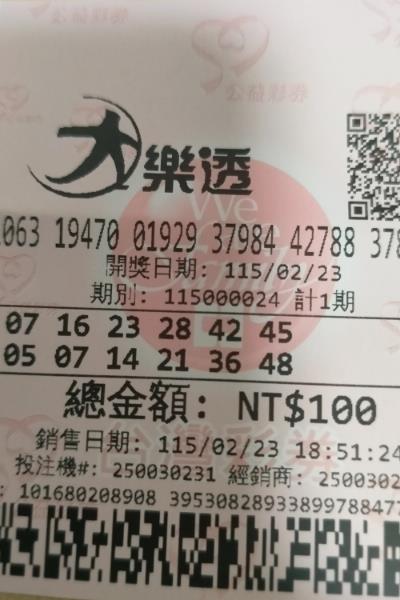 公益彩券
大樂透
063 19470 01929 37984 42788 378
開獎日期: 115/02/23
期別: 115000024 計1期
07 16 23 28 42 45
05 07 14 21 36 48
總金額: NT$100
銷售日期: 115/02/23 18:51:24
投注機#: 250030231 經銷商: 2500302
: 101680208908 39530828933899788477